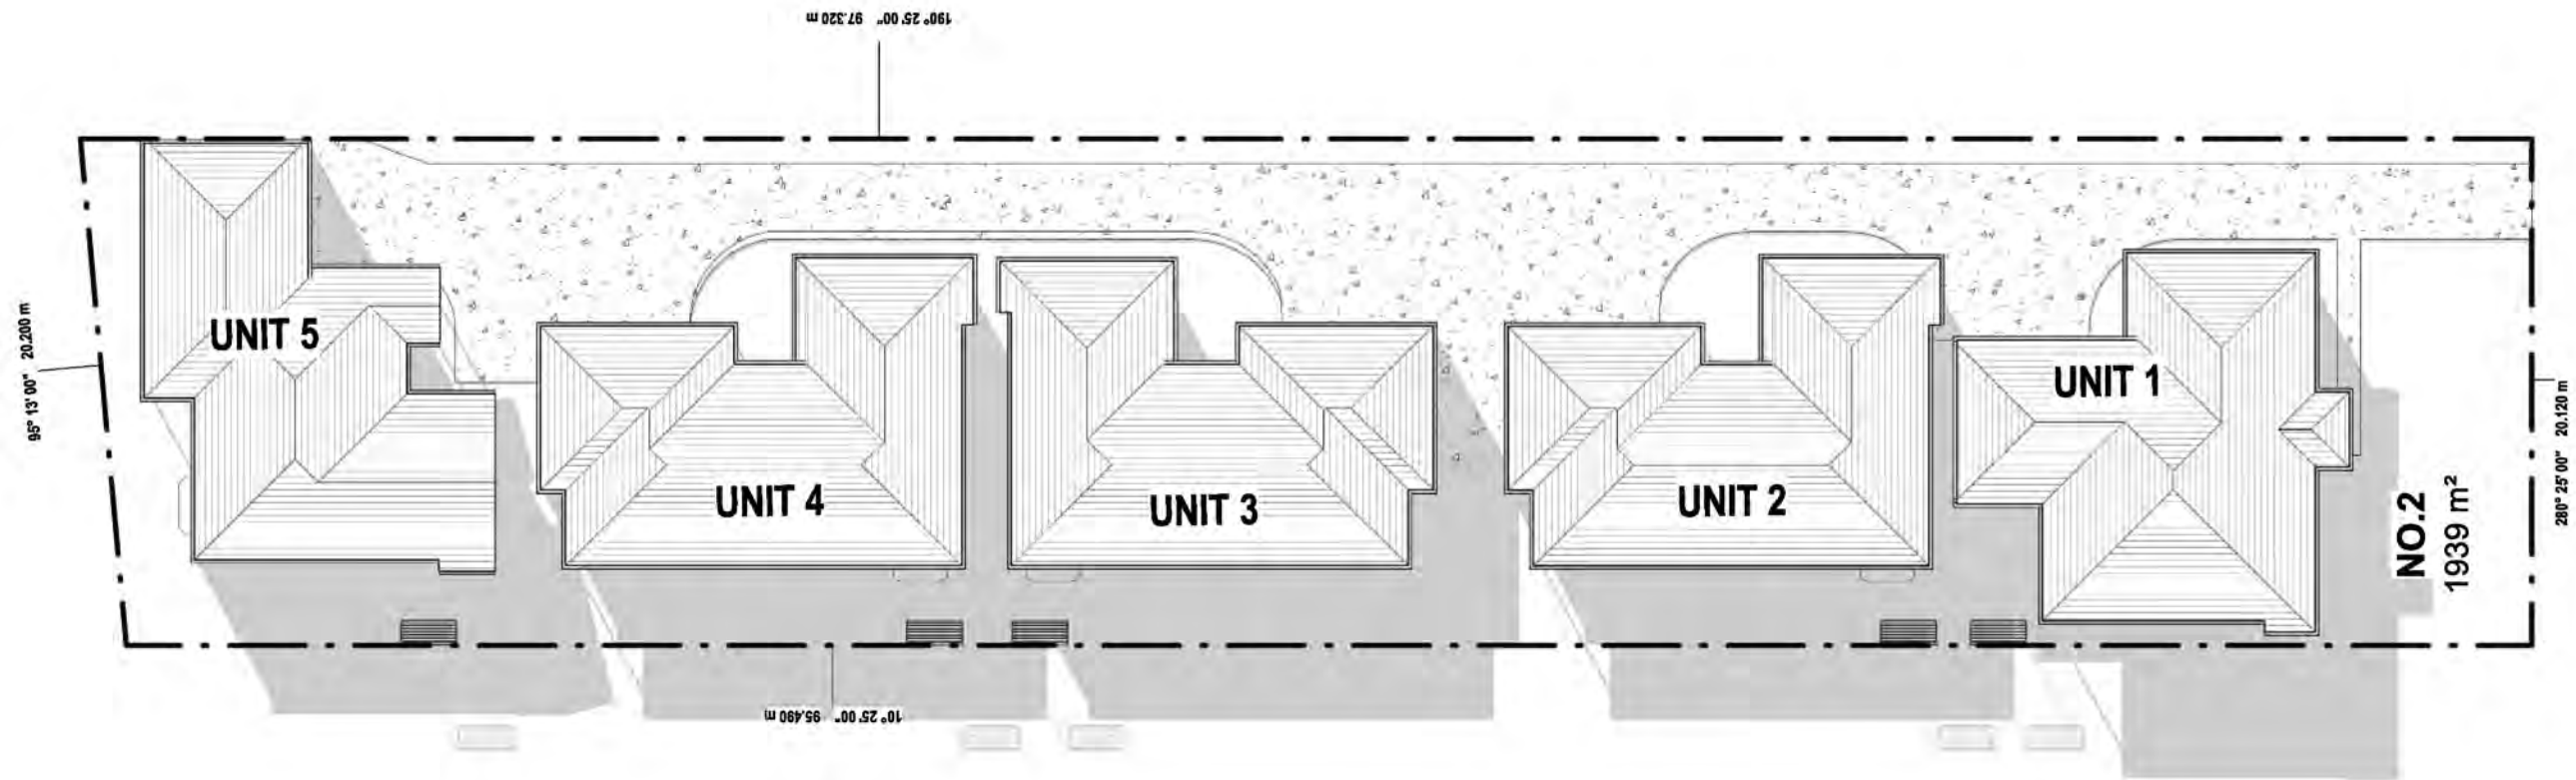 190° 25' 00" 97.320 m
95° 13' 00" 20.200 m
UNIT 5
UNIT 4
UNIT 3
UNIT 2
UNIT 1
NO.2
1939 m²
280° 25' 00" 20.120 m
10° 25' 00" 95.490 m